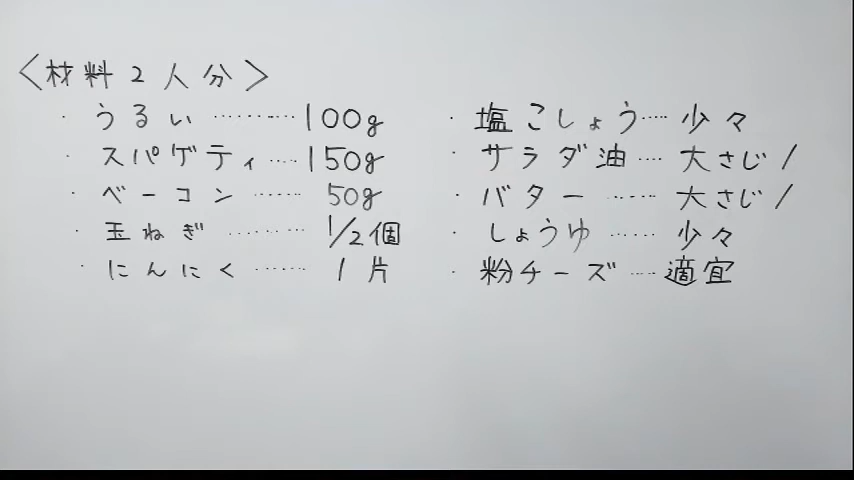 〈材料2人分〉
・うるい………100g
・スパゲティ……150g
・ベーコン……50g
・玉ねぎ………1/2個
・にんにく……1片
・塩こしょう……少々
・サラダ油……大さじ1
・バター……大さじ1
・しょうゆ……少々
・粉チーズ……適宜